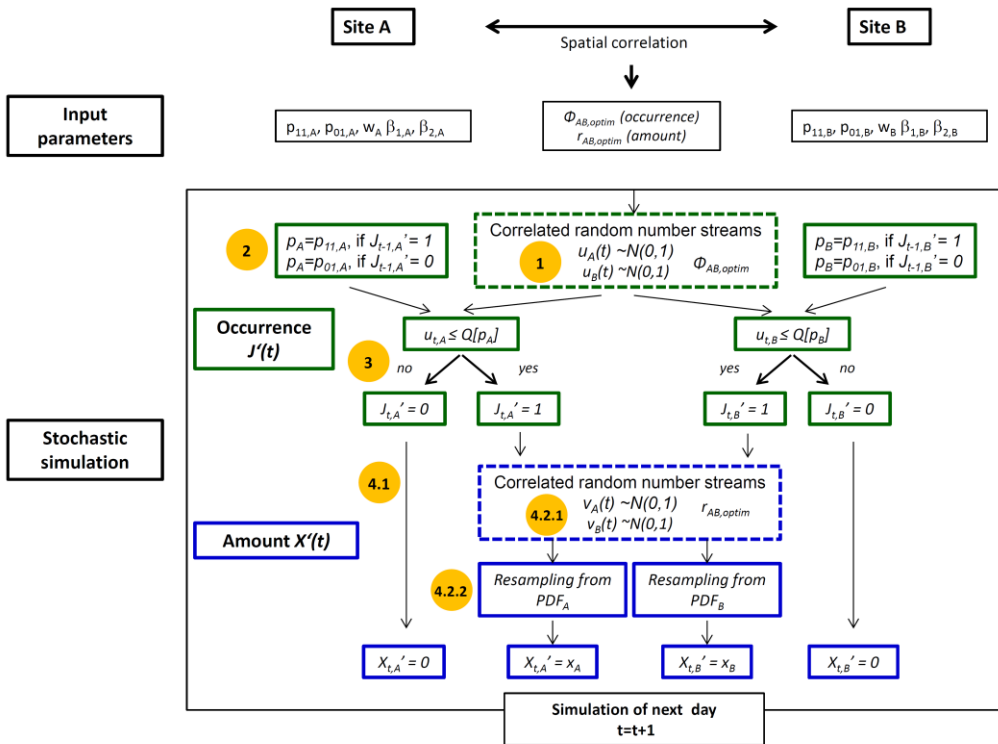 Site A
Site B
Spatial correlation
Input
parameters
p11,A, p01,A, wA β1,A, β2,A
ΦAB,optim (occurrence)
rAB,optim (amount)
p11,B, p01,B, wB β1,B, β2,B
2
pA=p11,A, if Jt-1,A’= 1
pA=p01,A, if Jt-1,A’= 0
Correlated random number streams
1
uA(t) ~N(0,1)
uB(t) ~N(0,1)
ΦAB,optim
pB=p11,B, if Jt-1,B’= 1
pB=p01,B, if Jt-1,B’= 0
Occurrence
J‘(t)
ut,A ≤ Q[pA]
ut,B ≤ Q[pB]
3
no
yes
yes
no
Jt,A’ = 0
Jt,A’ = 1
Jt,B’ = 1
Jt,B’ = 0
Stochastic
simulation
4.1
Correlated random number streams
4.2.1
vA(t) ~N(0,1)
vB(t) ~N(0,1)
rAB,optim
Amount X‘(t)
4.2.2
Resampling from
PDFA
Resampling from
PDFB
Xt,A’ = 0
Xt,A’ = xA
Xt,B’ = xB
Xt,B’ = 0
Simulation of next day
t=t+1